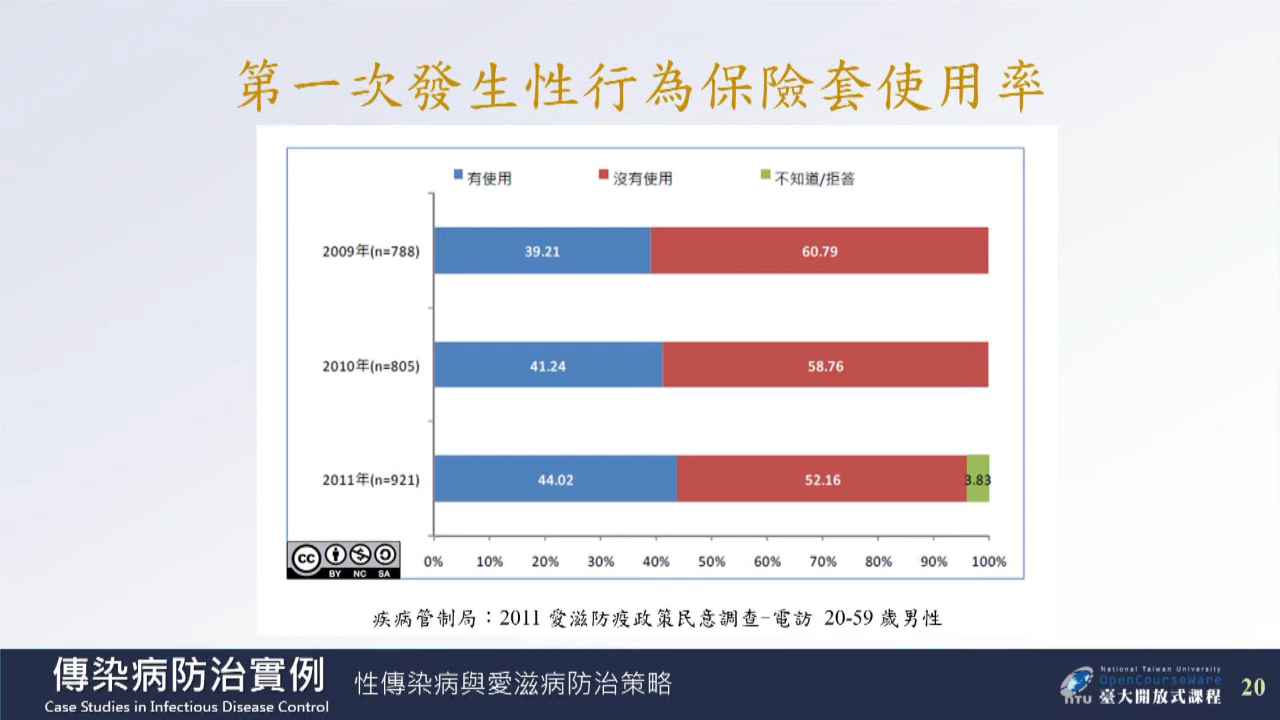 第一次發生性行為保險套使用率
有使用 沒有使用 不知道/拒答
2009年(n=788) 39.21 60.79
2010年(n=805) 41.24 58.76
2011年(n=921) 44.02 52.16 3.83
0% 10% 20% 30% 40% 50% 60% 70% 80% 90% 100%
cc BY NC SA
疾病管制局：2011 愛滋防疫政策民意調查-電訪 20-59 歲男性
傳染病防治實例
Case Studies in Infectious Disease Control
性傳染病與愛滋病防治策略
National Taiwan University
OpenCourseWare
NTU 臺大開放式課程
20